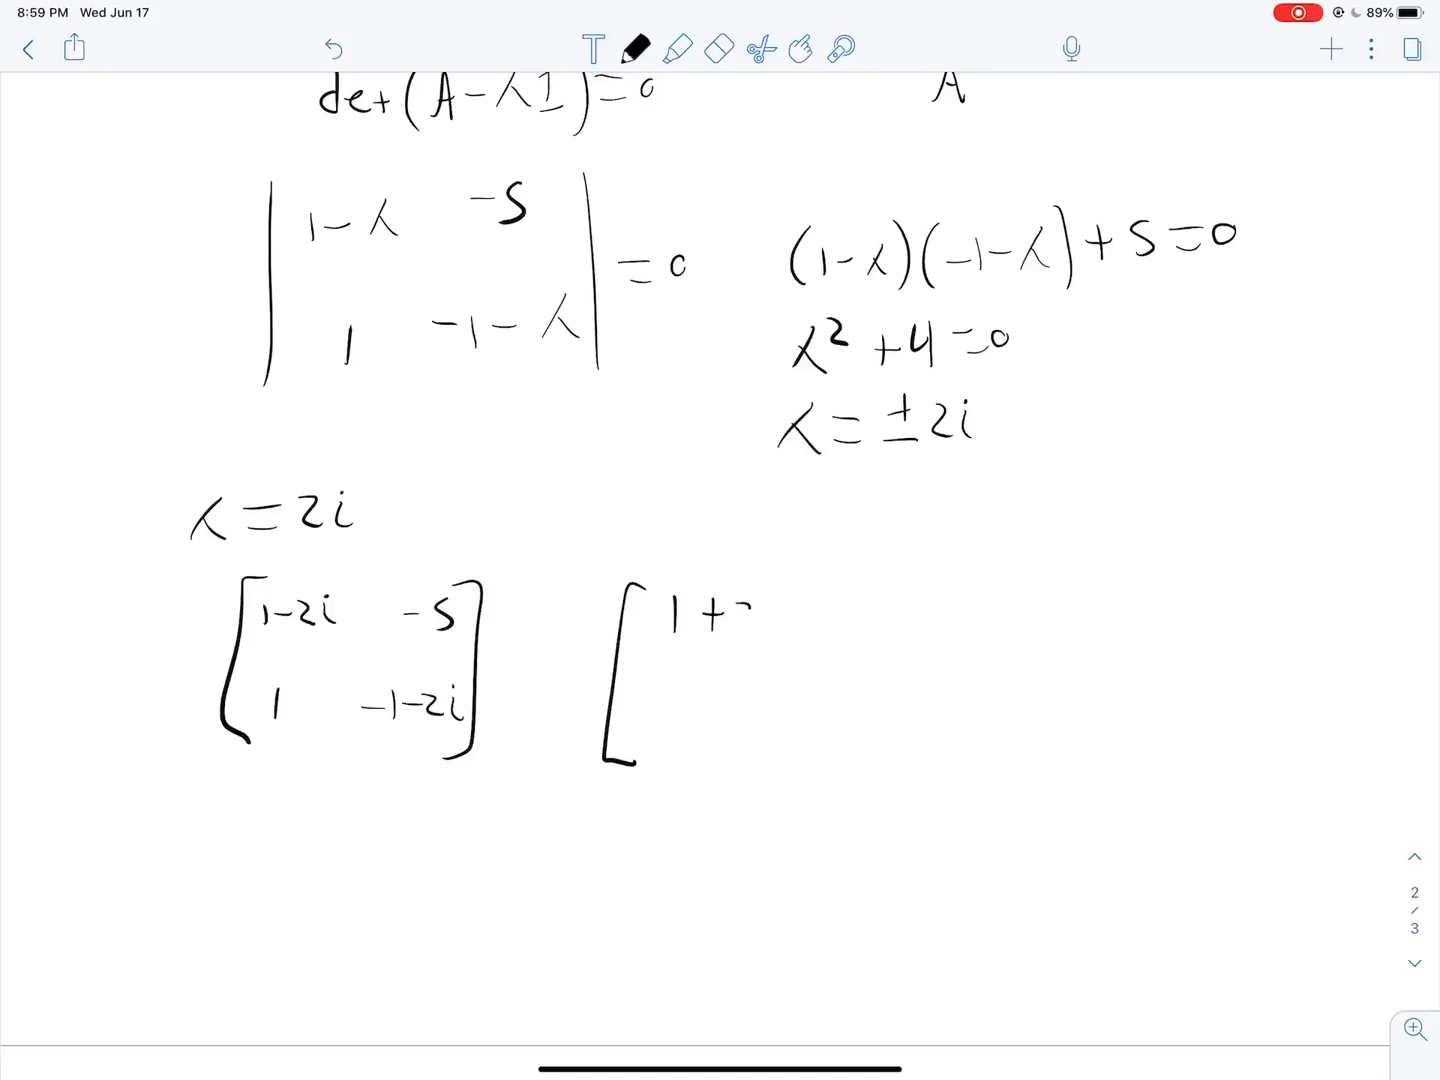 8:59 PM Wed Jun 17
89%
T
det(A-λI)=0
A
1-λ -5
1 -1-λ
=0
(1-λ)(-1-λ)+5=0
λ²+4=0
λ=±2i
λ=2i
1-2i -5
1 -1-2i
1+
2
/
3